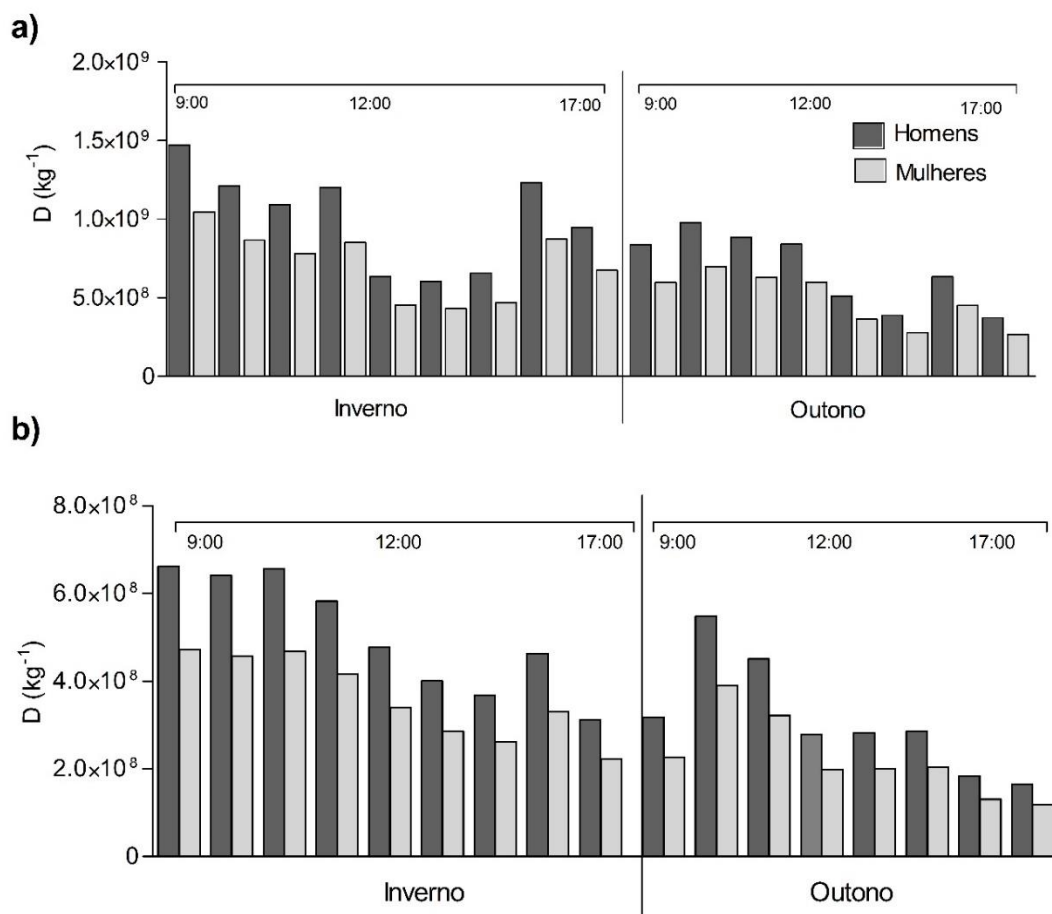 a)
2.0×10⁹
1.5×10⁹
1.0×10⁹
5.0×10⁸
0
D (kg⁻¹)
9:00 12:00 17:00 9:00 12:00 17:00
Homens
Mulheres
Inverno Outono
b)
8.0×10⁸
6.0×10⁸
4.0×10⁸
2.0×10⁸
0
D (kg⁻¹)
9:00 12:00 17:00 9:00 12:00 17:00
Inverno Outono